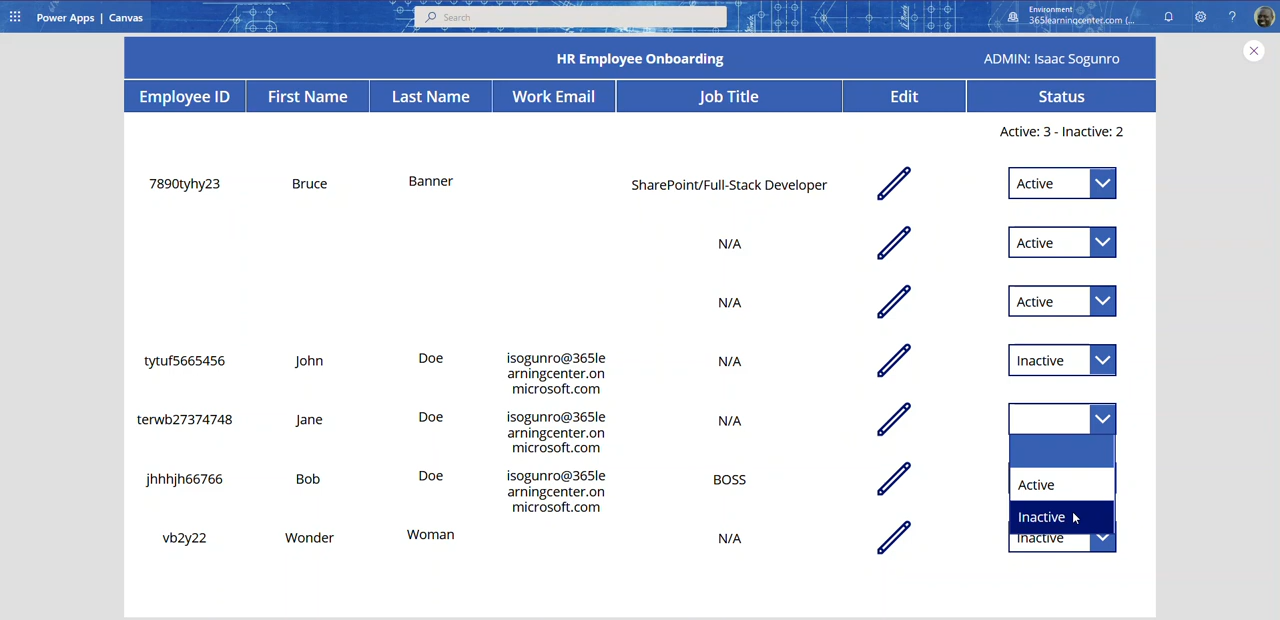 Power Apps | Canvas
Search
Environment
365learningcenter.com (...
?
HR Employee Onboarding
ADMIN: Isaac Sogunro
Employee ID First Name Last Name Work Email Job Title Edit Status
Active: 3 - Inactive: 2
7890tyhy23 Bruce Banner SharePoint/Full-Stack Developer Active
N/A Active
N/A Active
tytuf5665456 John Doe isogunro@365le
arningcenter.on
microsoft.com
N/A Inactive
terwb27374748 Jane Doe isogunro@365le
arningcenter.on
microsoft.com
N/A
jhhhjh66766 Bob Doe isogunro@365le
arningcenter.on
microsoft.com
BOSS
Active
Inactive
vb2y22 Wonder Woman N/A Inactive